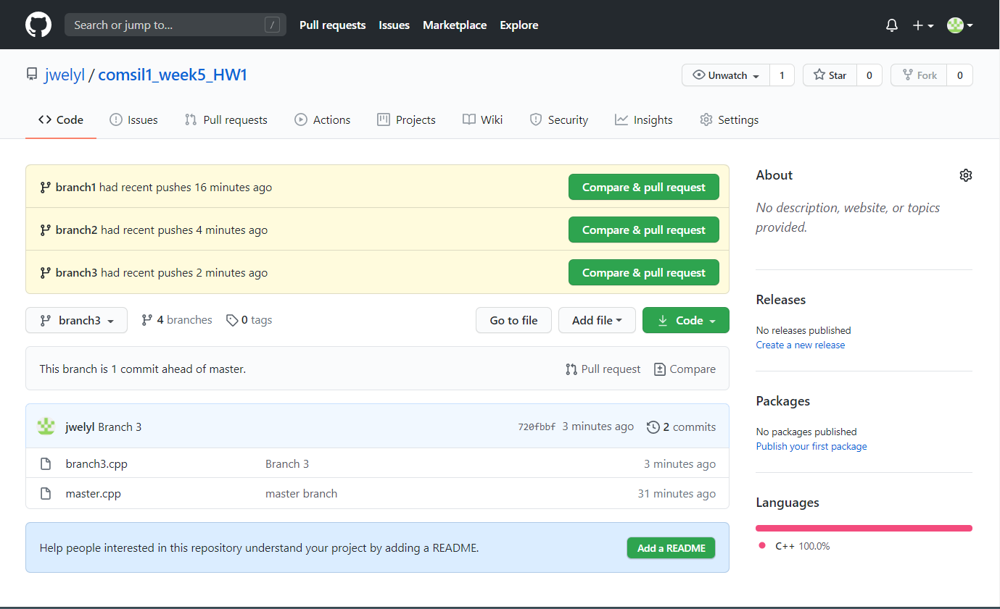 Search or jump to... /
Pull requests Issues Marketplace Explore
jwelyl / comsil1_week5_HW1
Unwatch 1 Star 0 Fork 0
Code Issues Pull requests Actions Projects Wiki Security Insights Settings
branch1 had recent pushes 16 minutes ago Compare & pull request
branch2 had recent pushes 4 minutes ago Compare & pull request
branch3 had recent pushes 2 minutes ago Compare & pull request
branch3 4 branches 0 tags Go to file Add file Code
This branch is 1 commit ahead of master. Pull request Compare
jwelyl Branch 3 720fbbf 3 minutes ago 2 commits
branch3.cpp Branch 3 3 minutes ago
master.cpp master branch 31 minutes ago
Help people interested in this repository understand your project by adding a README. Add a README
About
No description, website, or topics
provided.
Releases
No releases published
Create a new release
Packages
No packages published
Publish your first package
Languages
C++ 100.0%